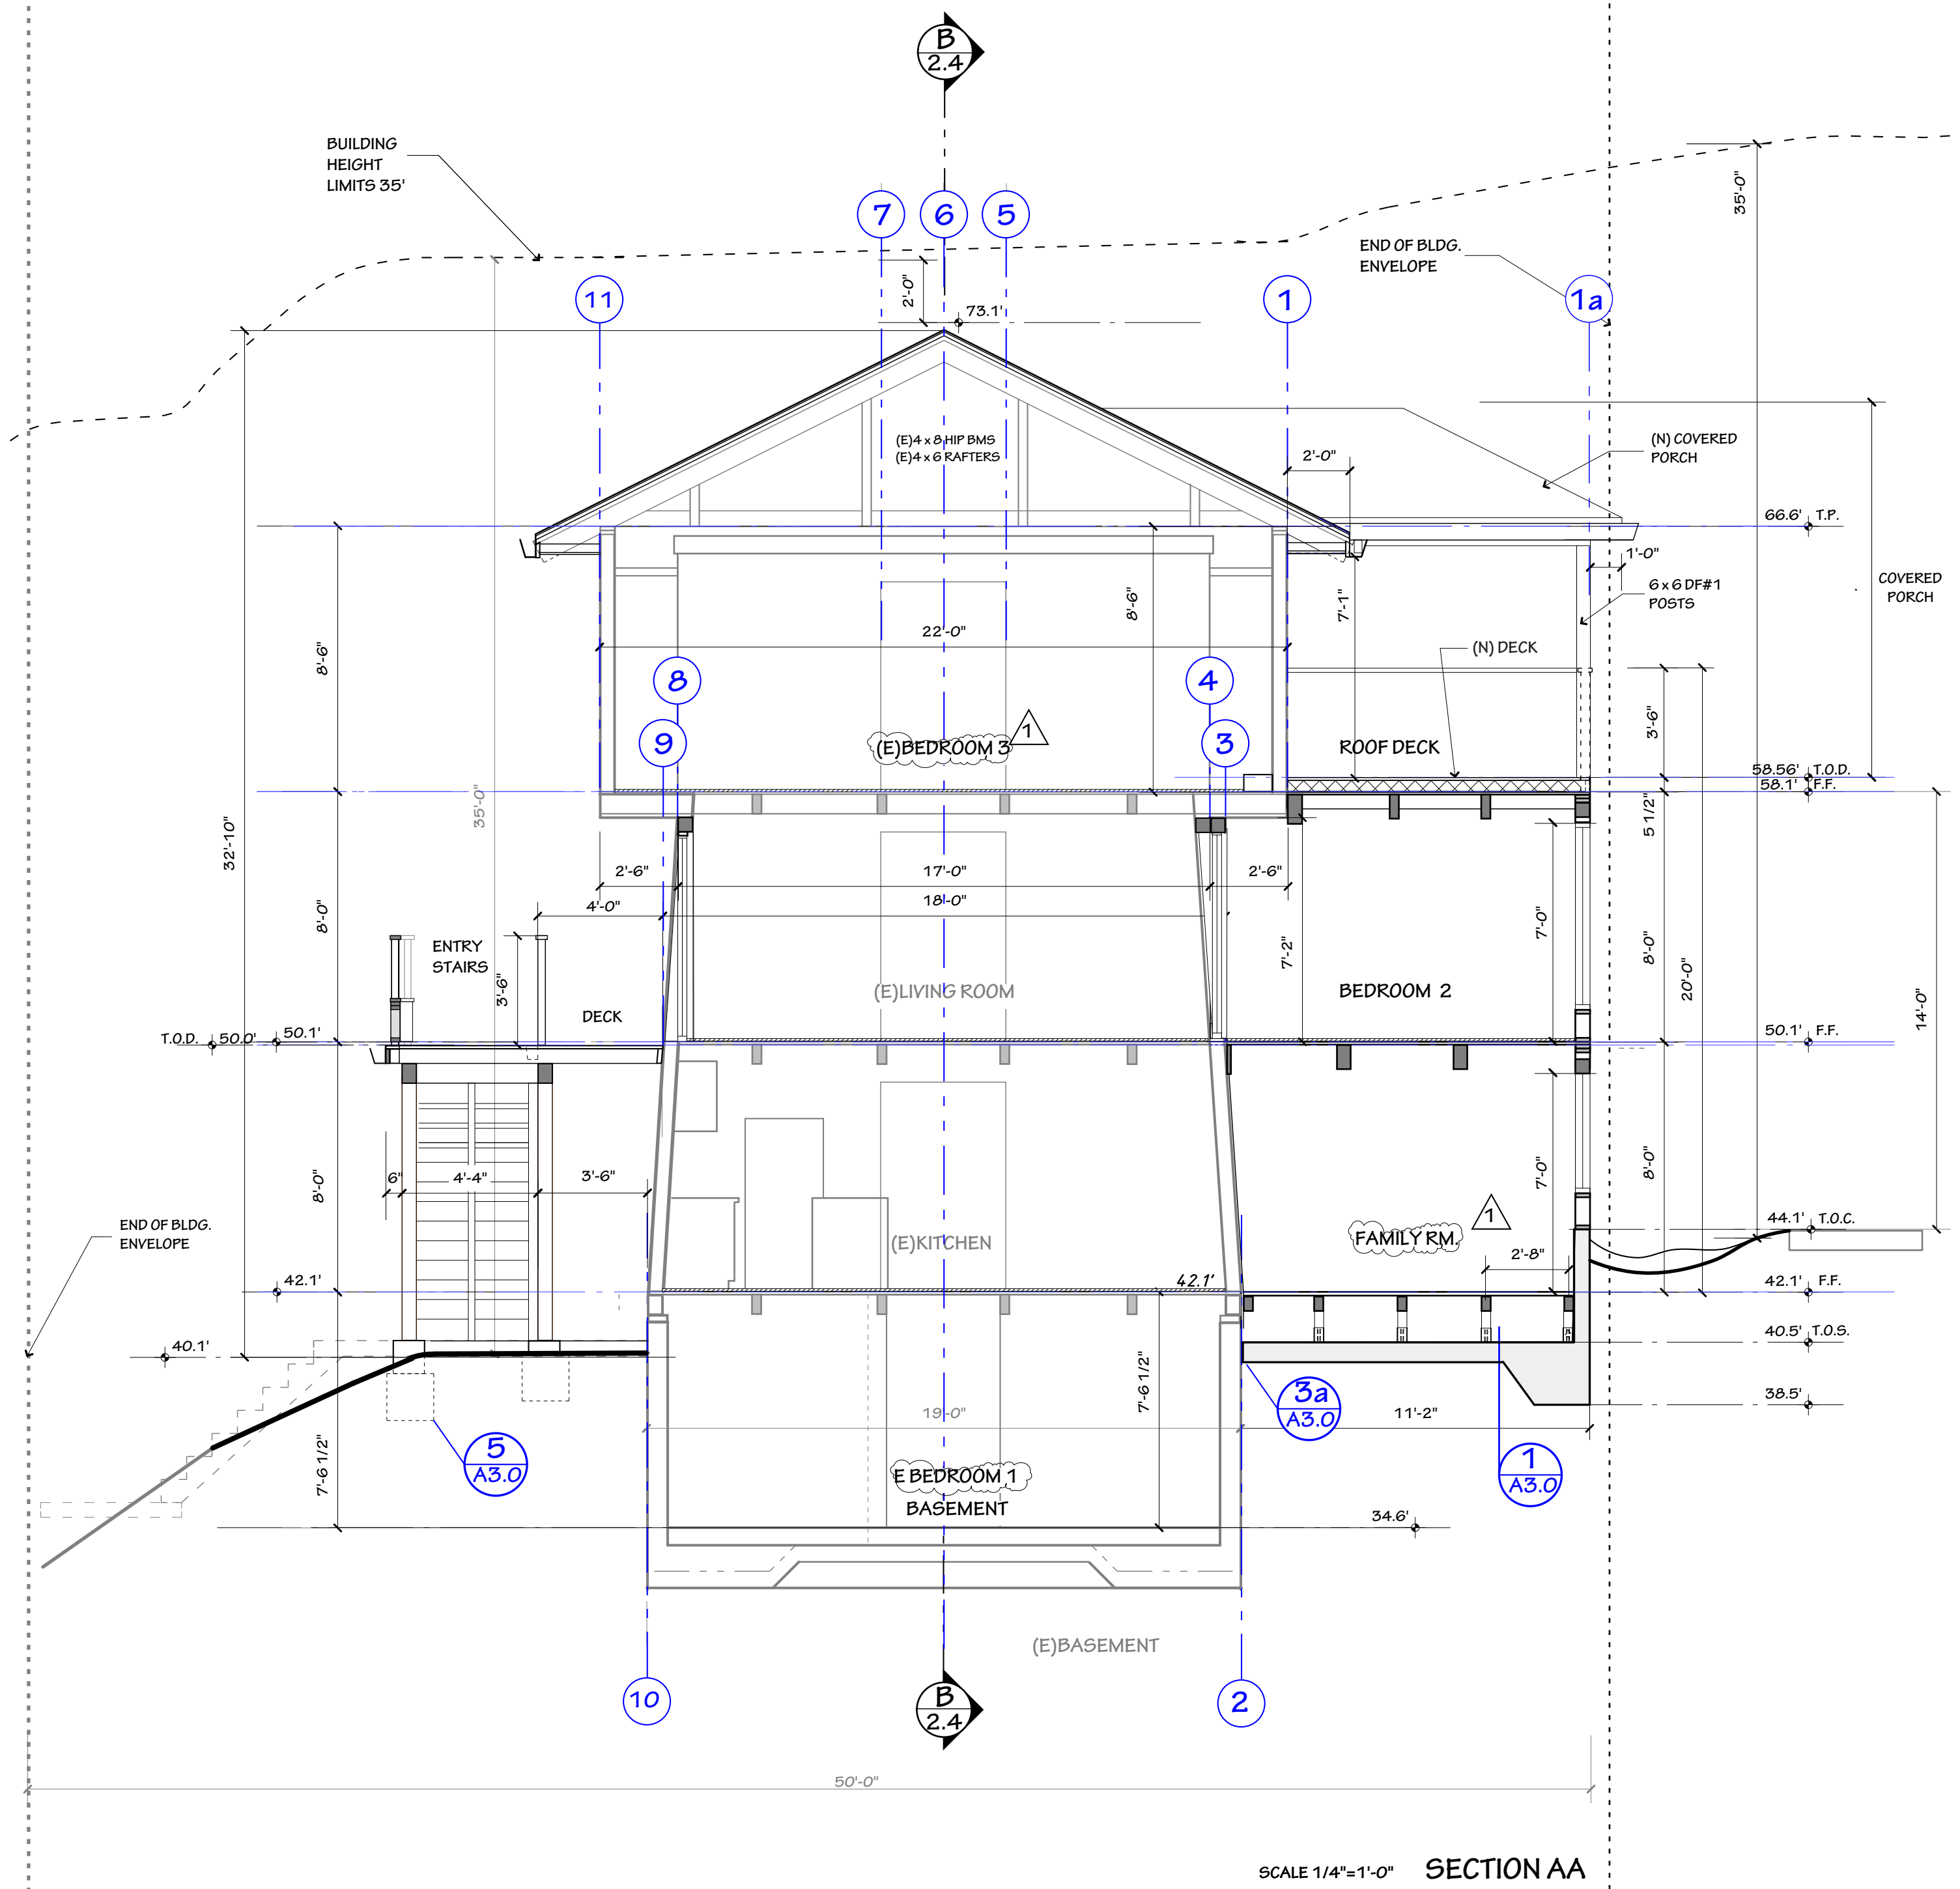 B
2.4
BUILDING
HEIGHT
LIMITS 35'
7
6
5
35'-0"
END OF BLDG.
ENVELOPE
2'-0"
11
1
1a
73.1'
(E)4 x 8 HIP BMS
(E)4 x 6 RAFTERS
2'-0"
(N) COVERED
PORCH
66.6' T.P.
1'-0"
6 x 6 DF#1
POSTS
COVERED
PORCH
8'-6"
8'-6"
7'-1"
22'-0"
(N) DECK
8
4
9
3
(E)BEDROOM 3
1
ROOF DECK
3'-6"
58.56' T.O.D.
58.1' F.F.
5 1/2"
35'-0"
32'-10"
2'-6"
17'-0"
2'-6"
4'-0"
18'-0"
8'-0"
7'-0"
7'-2"
8'-0"
20'-0"
14'-0"
ENTRY
STAIRS
3'-6"
DECK
(E)LIVING ROOM
BEDROOM 2
T.O.D. 50.0'
50.1'
50.1' F.F.
8'-0"
6"
4'-4"
3'-6"
7'-0"
8'-0"
END OF BLDG.
ENVELOPE
(E)KITCHEN
FAMILY RM.
1
44.1' T.O.C.
2'-8"
42.1'
42.1'
42.1' F.F.
40.1'
40.5' T.O.S.
7'-6 1/2"
3a
A3.0
38.5'
19'-0"
11'-2"
5
A3.0
7'-6 1/2"
E BEDROOM 1
BASEMENT
1
A3.0
34.6'
(E)BASEMENT
10
B
2.4
2
50'-0"
SCALE 1/4"=1'-0" SECTION AA